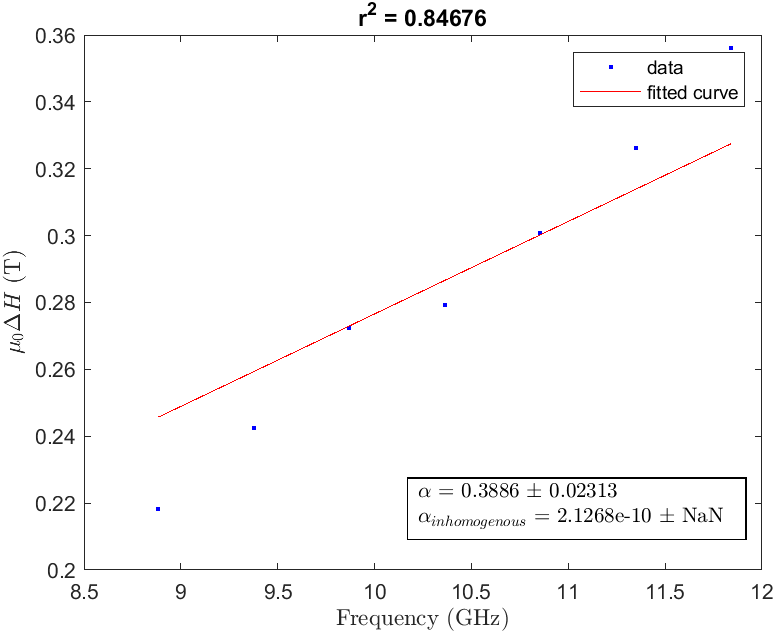 r² = 0.84676
0.36
0.34
0.32
0.3
0.28
0.26
0.24
0.22
0.2
μ₀ΔH (T)
data
fitted curve
α = 0.3886 ± 0.02313
α_inhomogenous = 2.1268e-10 ± NaN
8.5 9 9.5 10 10.5 11 11.5 12
Frequency (GHz)